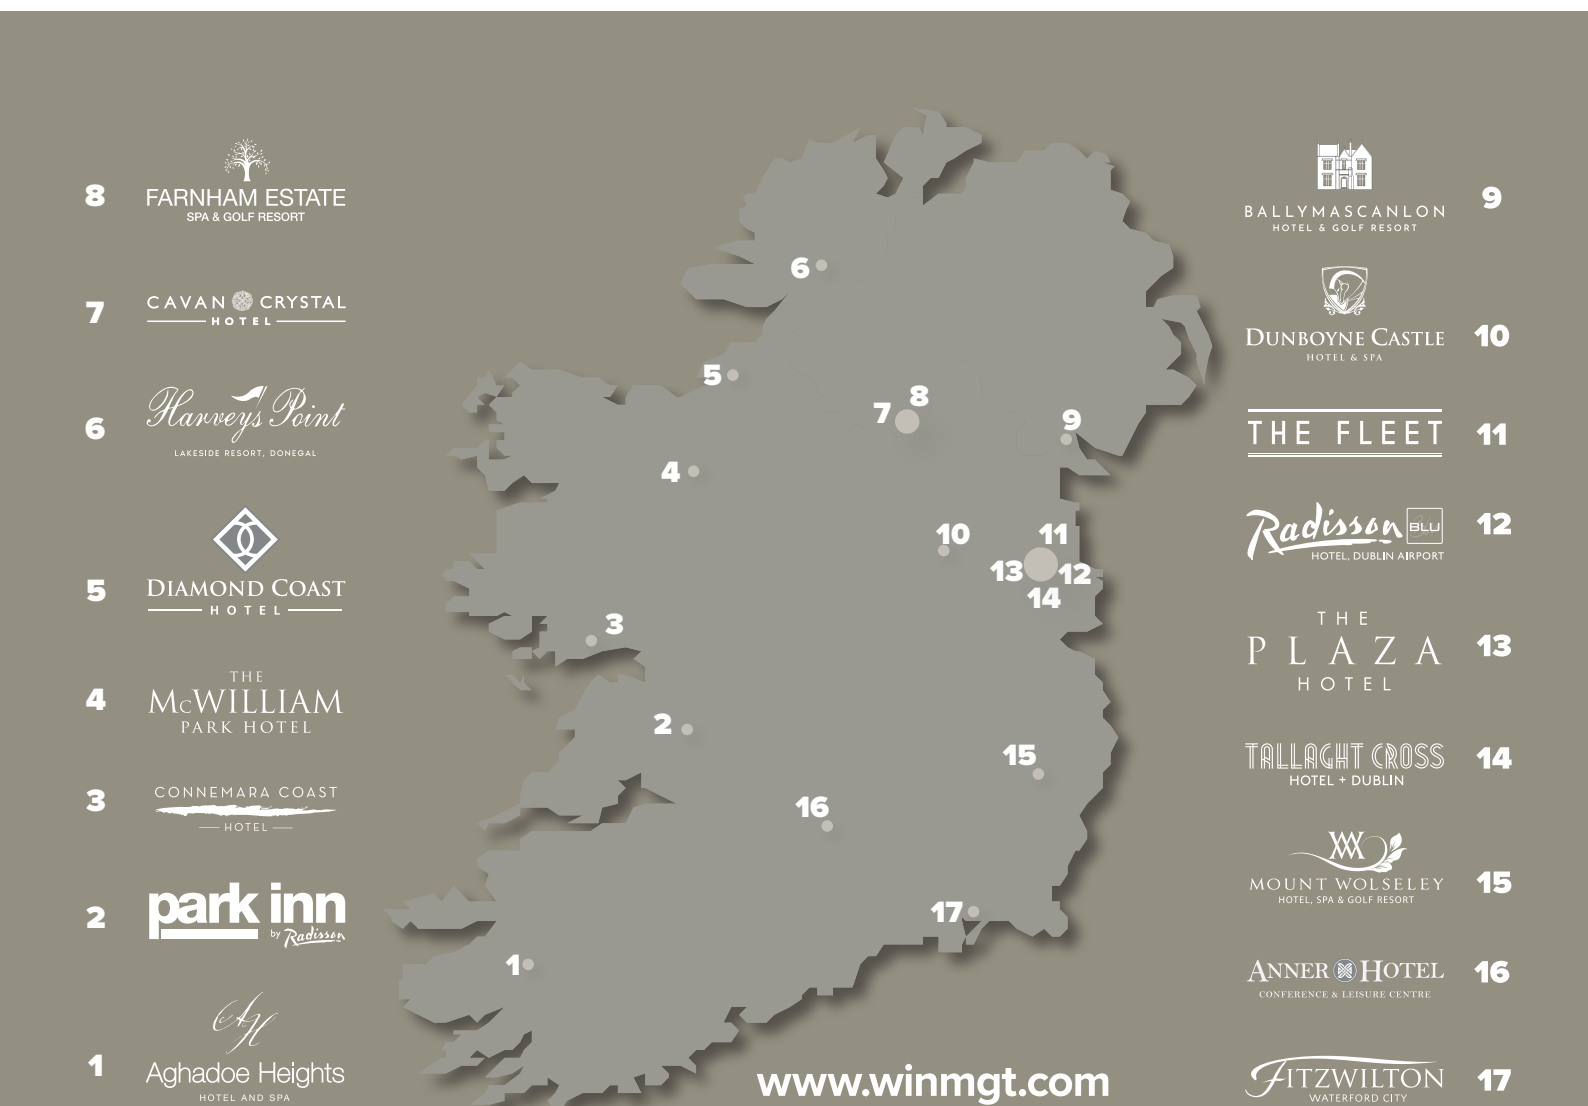 8
FARNHAM ESTATE
SPA & GOLF RESORT
7
CAVAN CRYSTAL
HOTEL
6
Harvey's Point
LAKESIDE RESORT, DONEGAL
5
DIAMOND COAST
HOTEL
4
THE
McWILLIAM
PARK HOTEL
3
CONNEMARA COAST
HOTEL
2
park inn
by Radisson
1
AH
Aghadoe Heights
HOTEL AND SPA
6
5
7
8
9
4
10
11
13
12
14
3
2
15
16
17
1
www.winmgt.com
BALLYMASCANLON
HOTEL & GOLF RESORT
9
DUNBOYNE CASTLE
HOTEL & SPA
10
THE FLEET
11
Radisson BLU
HOTEL, DUBLIN AIRPORT
12
THE
PLAZA
HOTEL
13
TALLAGHT CROSS
HOTEL + DUBLIN
14
MOUNT WOLSELEY
HOTEL, SPA & GOLF RESORT
15
ANNER HOTEL
CONFERENCE & LEISURE CENTRE
16
FITZWILTON
WATERFORD CITY
17